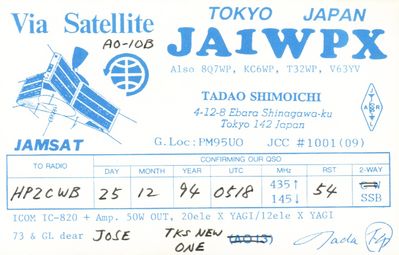 Via Satellite
AO-10B
TOKYO JAPAN
JA1WPX
Also 8Q7WP, KC6WP, T32WP, V63YV
TADAO SHIMOICHI
4-12-8 Ebara Shinagawa-ku
Tokyo 142 Japan
JAMSAT
G.Loc:PM95UO JCC #1001(09)
TO RADIO
CONFIRMING OUR QSO
DAY MONTH YEAR UTC MHz RST 2-WAY
HP2CWB 25 12 94 0518 435↑ 145↓ 54 CW SSB
ICOM IC-820 + Amp. 50W OUT, 20ele X YAGI/12ele X YAGI
73 & GL dear JOSE TKS NEW ONE (AO13) Tada